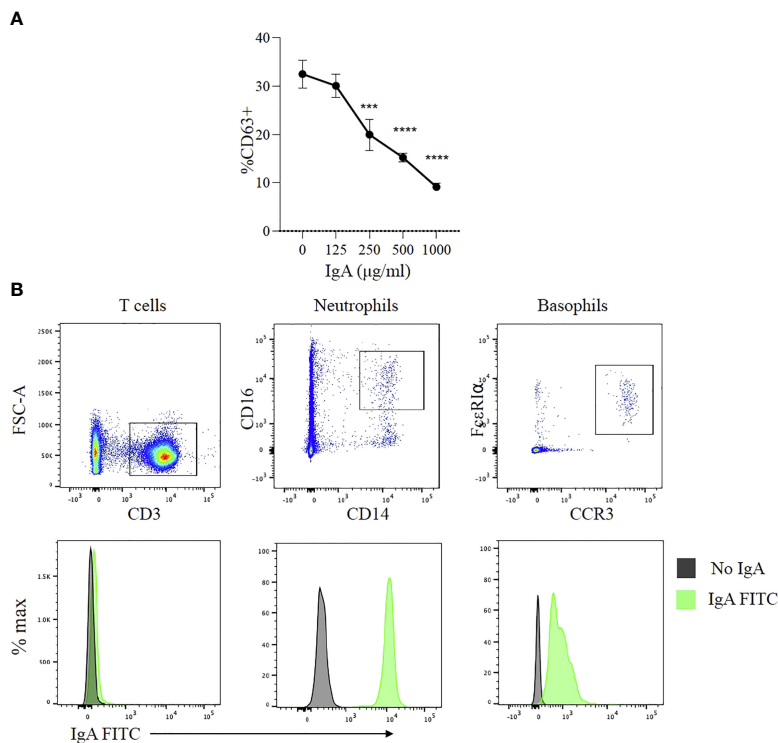 A
40
30
20
10
0
%CD63+
***
****
****
0 125 250 500 1000
IgA (µg/ml)
B
T cells Neutrophils Basophils
FSC-A
250K
200K
150K
100K
50K
0
-10³ 0 10³ 10⁴ 10⁵
CD3
CD16
10⁵
10⁴
10³
0
-10³
-10³ 0 10³ 10⁴ 10⁵
CD14
FcεRIα
10⁵
10⁴
10³
0
-10³
-10³ 0 10³ 10⁴ 10⁵
CCR3
% max
1.5K
1.0K
500
0
0 10³ 10⁴ 10⁵
100
80
60
40
20
0
0 10³ 10⁴ 10⁵
100
80
60
40
20
0
-10³ 0 10³ 10⁴ 10⁵
No IgA
IgA FITC
IgA FITC